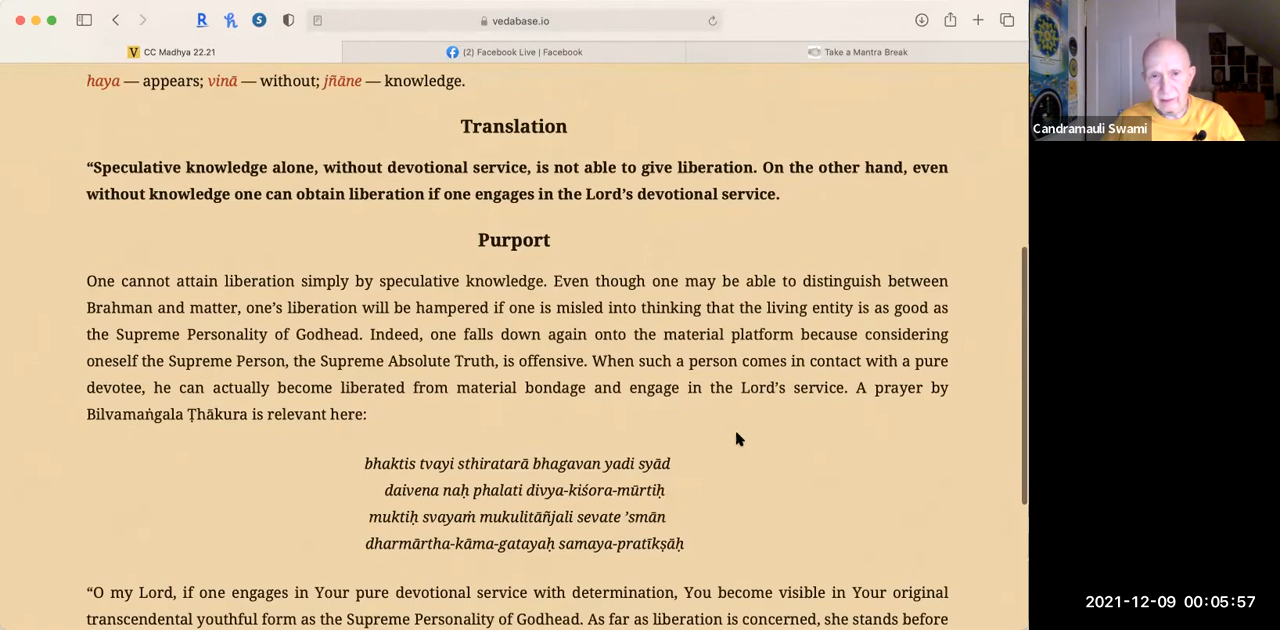 vedabase.io
CC Madhya 22.21
(2) Facebook Live | Facebook
Take a Mantra Break
haya — appears; vinā — without; jñāne — knowledge.
Translation
“Speculative knowledge alone, without devotional service, is not able to give liberation. On the other hand, even
without knowledge one can obtain liberation if one engages in the Lord’s devotional service.
Purport
One cannot attain liberation simply by speculative knowledge. Even though one may be able to distinguish between
Brahman and matter, one’s liberation will be hampered if one is misled into thinking that the living entity is as good as
the Supreme Personality of Godhead. Indeed, one falls down again onto the material platform because considering
oneself the Supreme Person, the Supreme Absolute Truth, is offensive. When such a person comes in contact with a pure
devotee, he can actually become liberated from material bondage and engage in the Lord’s service. A prayer by
Bilvamaṅgala Ṭhākura is relevant here:
bhaktis tvayi sthiratarā bhagavan yadi syād
daivena naḥ phalati divya-kiśora-mūrtiḥ
muktiḥ svayaṁ mukulitāñjali sevate ’smān
dharmārtha-kāma-gatayaḥ samaya-pratīkṣāḥ
“O my Lord, if one engages in Your pure devotional service with determination, You become visible in Your original
transcendental youthful form as the Supreme Personality of Godhead. As far as liberation is concerned, she stands before
Candramauli Swami
2021-12-09 00:05:57